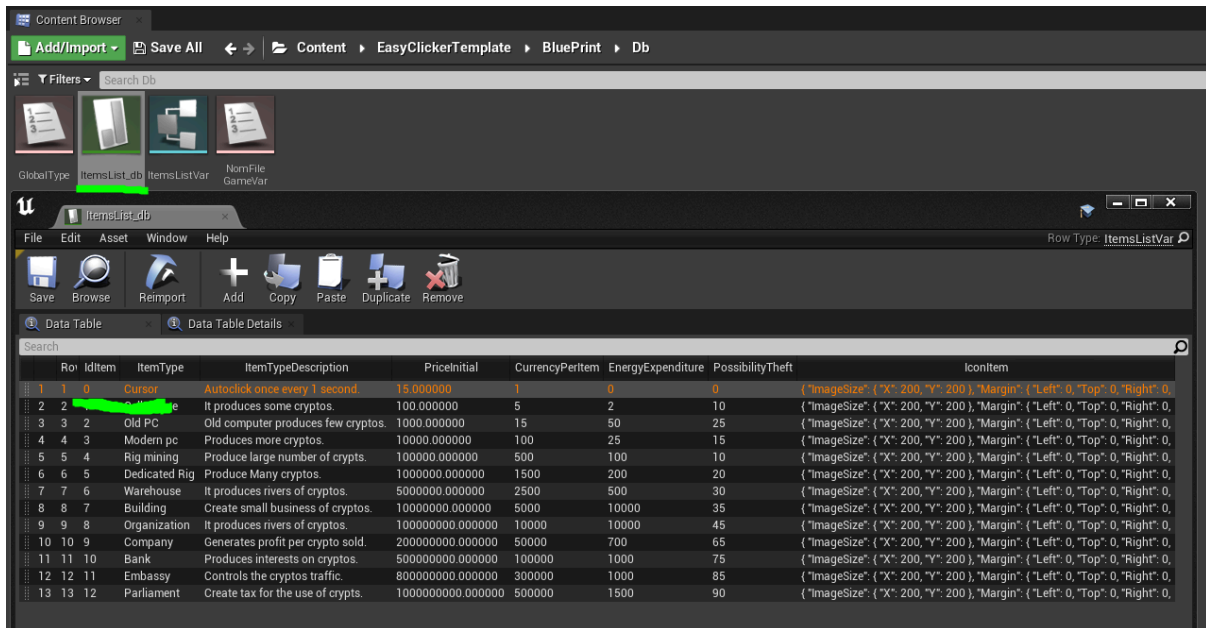 Content Browser
Add/Import Save All Content EasyClickerTemplate BluePrint Db
Filters Search Db
GlobalType ItemsList_db ItemsListVar NomFile GameVar
ItemsList_db
File Edit Asset Window Help Row Type: ItemsListVar
Save Browse Reimport Add Copy Paste Duplicate Remove
Data Table Data Table Details
Search
Ro IdItem ItemType ItemTypeDescription PriceInitial CurrencyPerItem EnergyExpenditure PossibilityTheft IconItem
1 1 0 Cursor Autoclick once every 1 second. 15.000000 1 0 0 { "ImageSize": { "X": 200, "Y": 200 }, "Margin": { "Left": 0, "Top": 0, "Right": 0,
2 2 It produces some cryptos. 100.000000 5 2 10 { "ImageSize": { "X": 200, "Y": 200 }, "Margin": { "Left": 0, "Top": 0, "Right": 0,
3 3 2 Old PC Old computer produces few cryptos. 1000.000000 15 50 25 { "ImageSize": { "X": 200, "Y": 200 }, "Margin": { "Left": 0, "Top": 0, "Right": 0,
4 4 3 Modern pc Produces more cryptos. 10000.000000 100 25 15 { "ImageSize": { "X": 200, "Y": 200 }, "Margin": { "Left": 0, "Top": 0, "Right": 0,
5 5 4 Rig mining Produce large number of crypts. 100000.000000 500 100 10 { "ImageSize": { "X": 200, "Y": 200 }, "Margin": { "Left": 0, "Top": 0, "Right": 0,
6 6 5 Dedicated Rig Produce Many cryptos. 1000000.000000 1500 200 20 { "ImageSize": { "X": 200, "Y": 200 }, "Margin": { "Left": 0, "Top": 0, "Right": 0,
7 7 6 Warehouse It produces rivers of cryptos. 5000000.000000 2500 500 30 { "ImageSize": { "X": 200, "Y": 200 }, "Margin": { "Left": 0, "Top": 0, "Right": 0,
8 8 7 Building Create small business of cryptos. 10000000.000000 5000 10000 35 { "ImageSize": { "X": 200, "Y": 200 }, "Margin": { "Left": 0, "Top": 0, "Right": 0,
9 9 8 Organization It produces rivers of cryptos. 100000000.000000 10000 10000 45 { "ImageSize": { "X": 200, "Y": 200 }, "Margin": { "Left": 0, "Top": 0, "Right": 0,
10 10 9 Company Generates profit per crypto sold. 200000000.000000 50000 700 65 { "ImageSize": { "X": 200, "Y": 200 }, "Margin": { "Left": 0, "Top": 0, "Right": 0,
11 11 10 Bank Produces interests on cryptos. 500000000.000000 100000 1000 75 { "ImageSize": { "X": 200, "Y": 200 }, "Margin": { "Left": 0, "Top": 0, "Right": 0,
12 12 11 Embassy Controls the cryptos traffic. 800000000.000000 300000 1000 85 { "ImageSize": { "X": 200, "Y": 200 }, "Margin": { "Left": 0, "Top": 0, "Right": 0,
13 13 12 Parliament Create tax for the use of crypts. 1000000000.000000 500000 1500 90 { "ImageSize": { "X": 200, "Y": 200 }, "Margin": { "Left": 0, "Top": 0, "Right": 0,